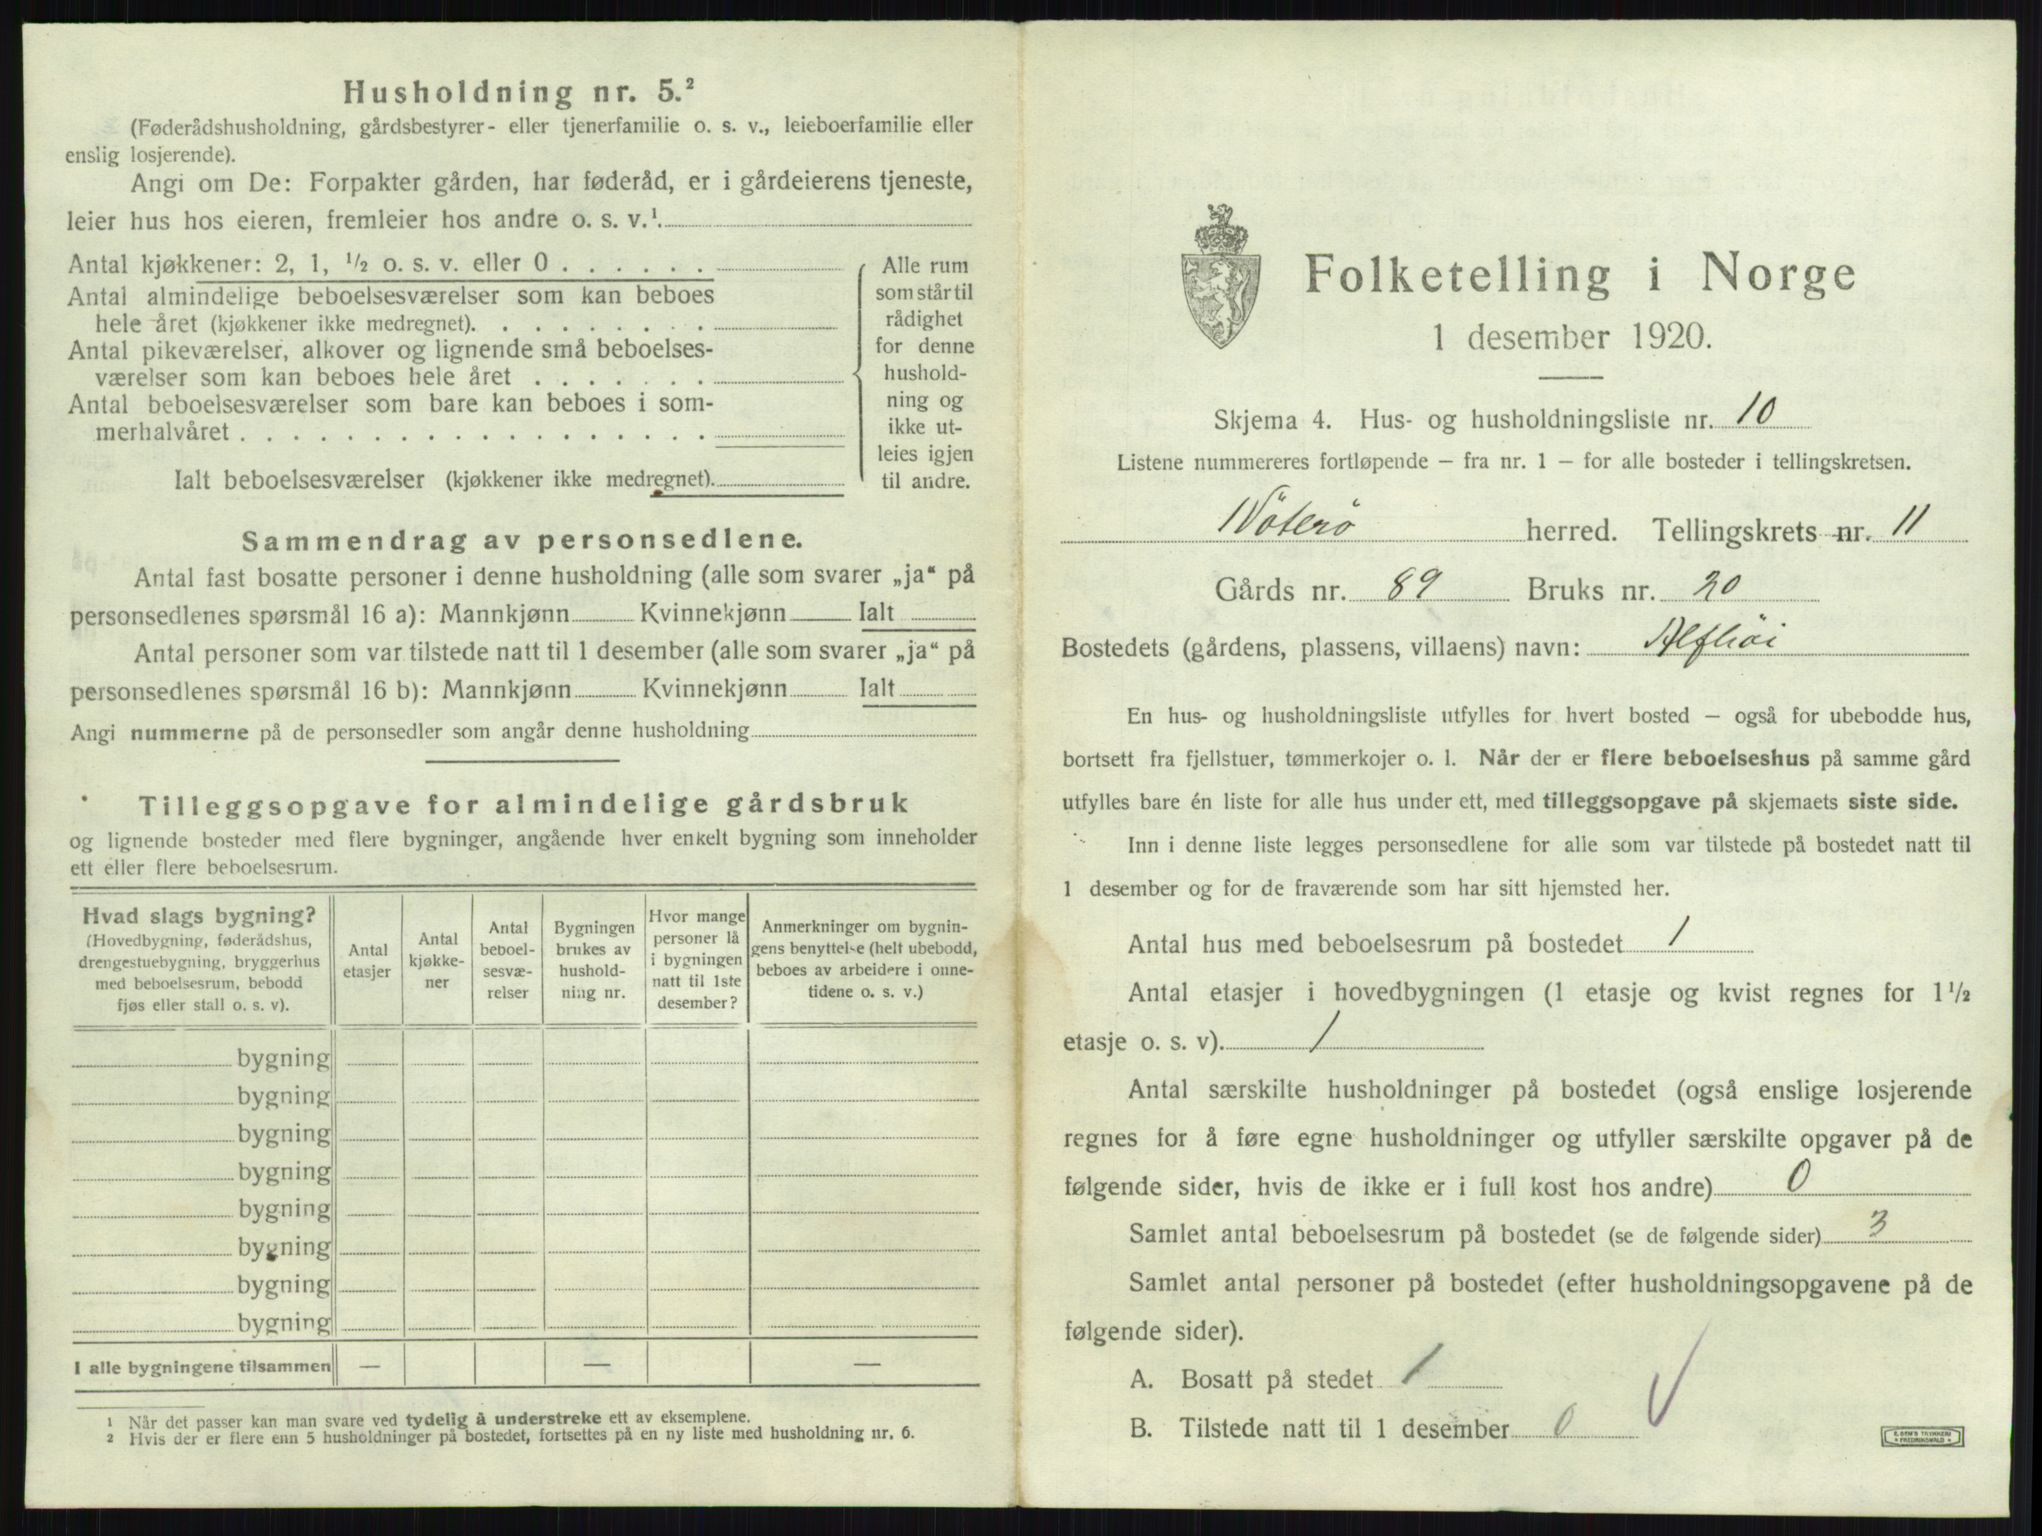 Husholdning nr. 5.²
(Føderådshusholdning, gårdsbestyrer- eller tjenerfamilie o. s. v., leieboerfamilie eller
enslig losjerende).
Angi om De: Forpakter gården, har føderåd, er i gårdeierens tjeneste,
leier hus hos eieren, fremleier hos andre o. s. v.¹.
Antal kjøkkener: 2, 1, ½ o. s. v. eller 0 . . . . . .
Antal almindelige beboelsesværelser som kan beboes
hele året (kjøkkener ikke medregnet). . . . . . . . .
Antal pikeværelser, alkover og lignende små beboelses-
værelser som kan beboes hele året . . . . . . .
Antal beboelsesværelser som bare kan beboes i som-
merhalvåret . . . . . . . . . . . . . . . . . .
Ialt beboelsesværelser (kjøkkener ikke medregnet).
Alle rum
som står til
rådighet
for denne
hushold-
ning og
ikke ut-
leies igjen
til andre.
Sammendrag av personsedlene.
Antal fast bosatte personer i denne husholdning (alle som svarer „ja“ på
personsedlenes spørsmål 16 a): Mannkjønn Kvinnekjønn Ialt
Antal personer som var tilstede natt til 1 desember (alle som svarer „ja“ på
personsedlenes spørsmål 16 b): Mannkjønn Kvinnekjønn Ialt
Angi nummerne på de personsedler som angår denne husholdning
Tilleggsopgave for almindelige gårdsbruk
og lignende bosteder med flere bygninger, angående hver enkelt bygning som inneholder
ett eller flere beboelsesrum.
Hvad slags bygning?
(Hovedbygning, føderådshus,
drengestuebygning, bryggerhus
med beboelsesrum, bebodd
fjøs eller stall o. s. v).
Antal
etasjer
Antal
kjøkke-
ner
Antal
beboel-
sesvæ-
relser
Bygningen
brukes av
hushold-
ning nr.
Hvor mange
personer lå
i bygningen
natt til 1ste
desember?
Anmerkninger om bygnin-
gens benyttelse (helt ubebodd,
beboes av arbeidere i onne-
tidene o. s. v.)
bygning
bygning
bygning
bygning
bygning
bygning
bygning
bygning
I alle bygningene tilsammen — — —
¹ Når det passer kan man svare ved tydelig å understreke ett av eksemplene.
² Hvis der er flere enn 5 husholdninger på bostedet, fortsettes på en ny liste med husholdning nr. 6.
Folketelling i Norge
1 desember 1920.
Skjema 4. Hus- og husholdningsliste nr. 10
Listene nummereres fortløpende – fra nr. 1 – for alle bosteder i tellingskretsen.
Nöterö herred. Tellingskrets nr. 11
Gårds nr. 89 Bruks nr. 20
Bostedets (gårdens, plassens, villaens) navn: Alfhöi
En hus- og husholdningsliste utfylles for hvert bosted – også for ubebodde hus,
bortsett fra fjellstuer, tømmerkojer o. l. Når der er flere beboelseshus på samme gård
utfylles bare én liste for alle hus under ett, med tilleggsopgave på skjemaets siste side.
Inn i denne liste legges personsedlene for alle som var tilstede på bostedet natt til
1 desember og for de fraværende som har sitt hjemsted her.
Antal hus med beboelsesrum på bostedet 1
Antal etasjer i hovedbygningen (1 etasje og kvist regnes for 1½
etasje o. s. v). 1
Antal særskilte husholdninger på bostedet (også enslige losjerende
regnes for å føre egne husholdninger og utfyller særskilte opgaver på de
følgende sider, hvis de ikke er i full kost hos andre) 0
Samlet antal beboelsesrum på bostedet (se de følgende sider) 3
Samlet antal personer på bostedet (efter husholdningsopgavene på de
følgende sider).
A. Bosatt på stedet 1
B. Tilstede natt til 1 desember 0